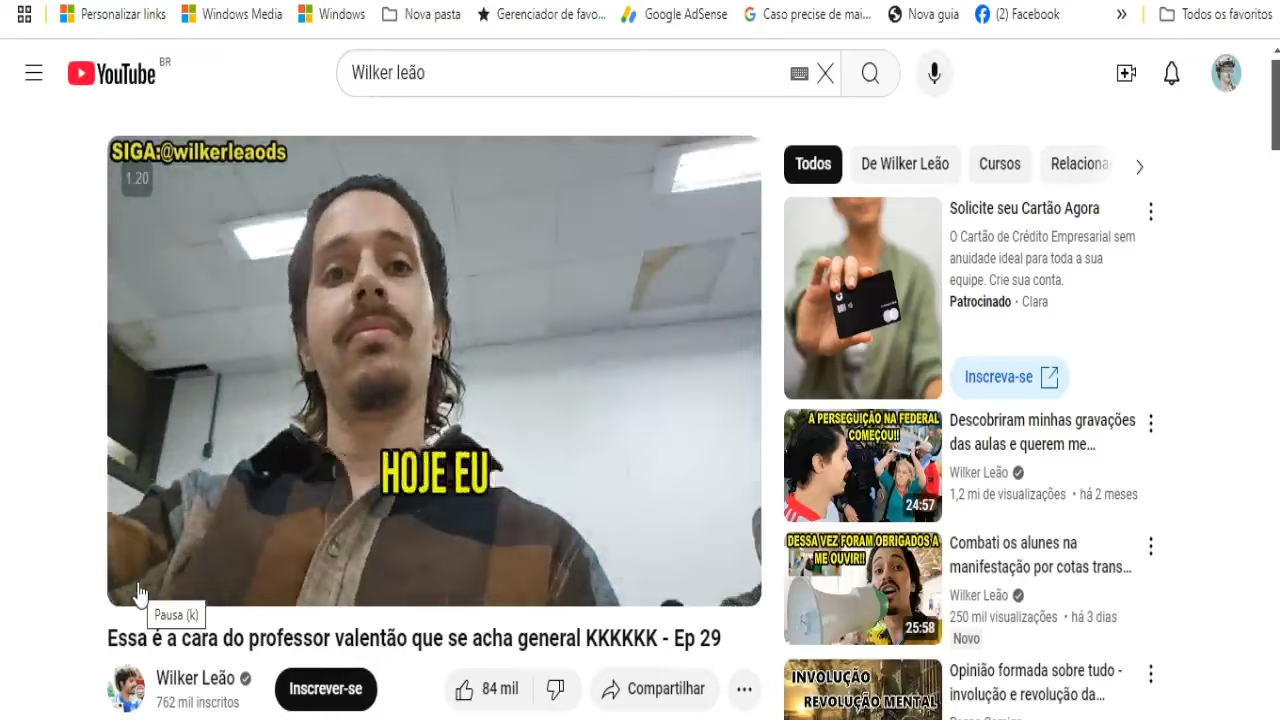 Personalizar links
Windows Media
Windows
Nova pasta
Gerenciador de favo...
Google AdSense
Caso precise de mai...
Nova guia
(2) Facebook
»
Todos os favoritos
YouTube BR
Wilker leão
SIGA:@wilkerleaods
1.20
HOJE EU
Pausa (k)
Essa é a cara do professor valentão que se acha general KKKKKK - Ep 29
Wilker Leão
762 mil inscritos
Inscrever-se
84 mil
Compartilhar
Todos
De Wilker Leão
Cursos
Relaciona
Solicite seu Cartão Agora
O Cartão de Crédito Empresarial sem
anuidade ideal para toda a sua
equipe. Crie sua conta.
Patrocinado · Clara
Inscreva-se
A PERSEGUIÇÃO NA FEDERAL
COMEÇOU!!
24:57
Descobriram minhas gravações
das aulas e querem me...
Wilker Leão
1,2 mi de visualizações · há 2 meses
DESSA VEZ FORAM OBRIGADOS A
ME OUVIR!!
25:58
Combati os alunes na
manifestação por cotas trans...
Wilker Leão
250 mil visualizações · há 3 dias
Novo
INVOLUÇÃO
REVOLUÇÃO MENTAL
Opinião formada sobre tudo -
involução e revolução da...